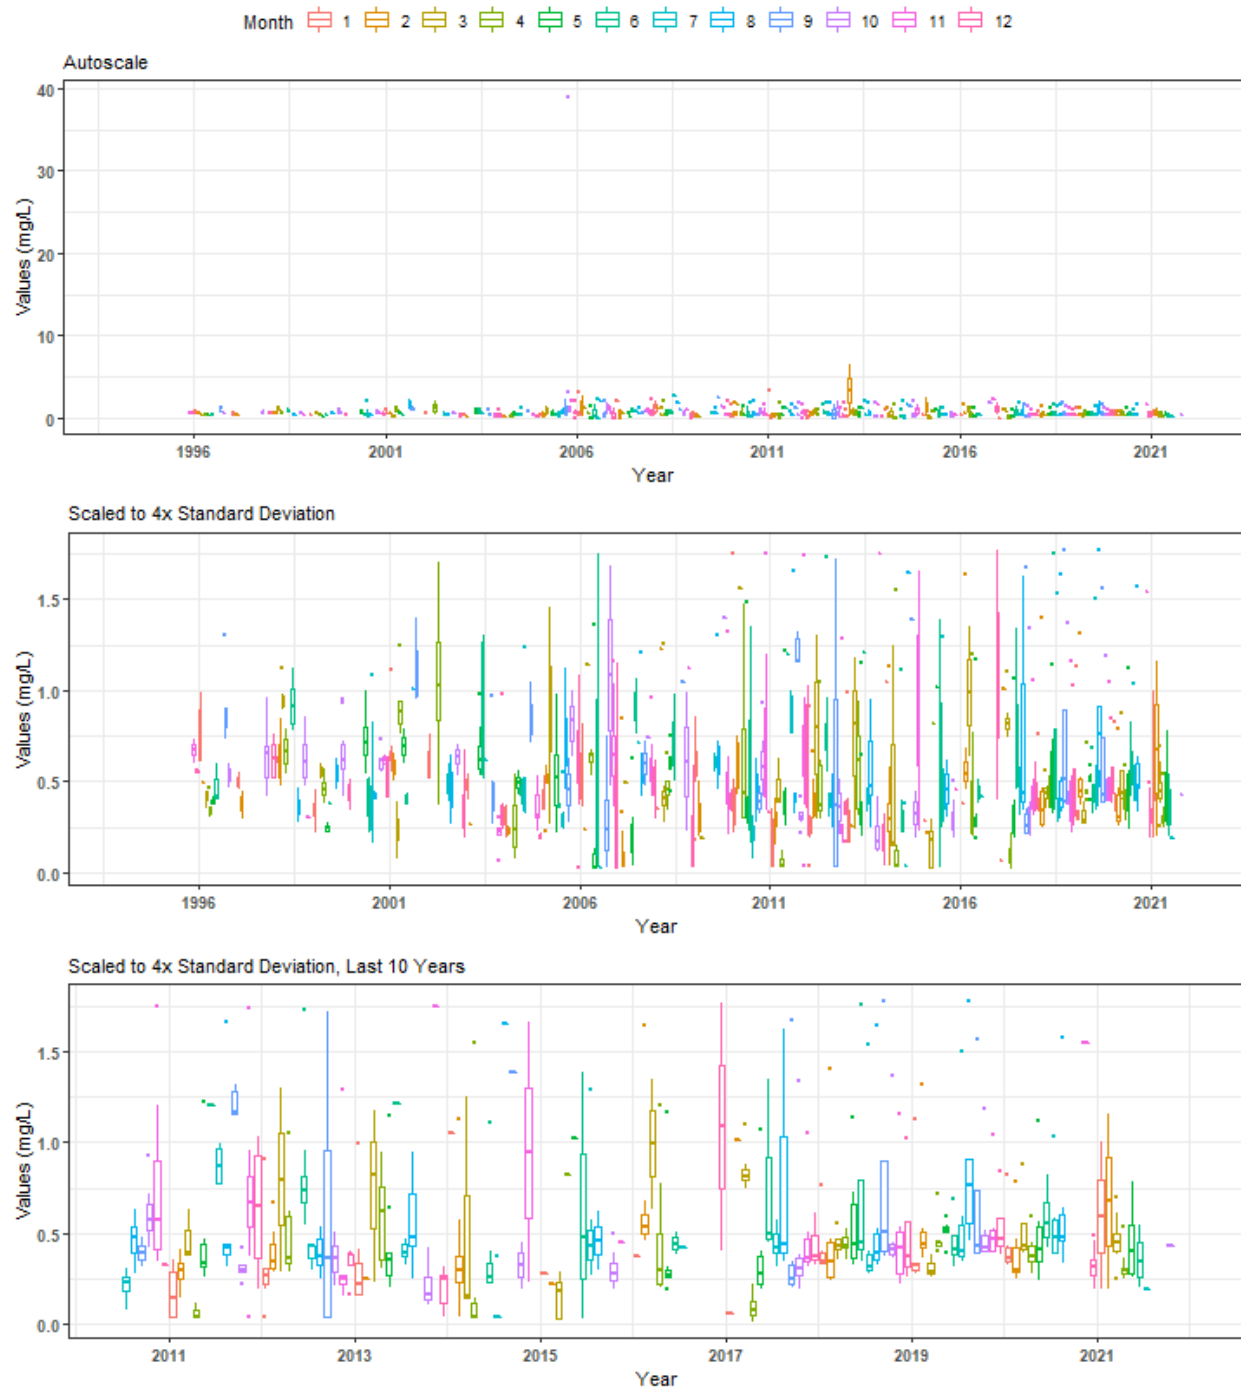 Month 1 2 3 4 5 6 7 8 9 10 11 12
Autoscale
40
30
20
10
0
Values (mg/L)
1996 2001 2006 2011 2016 2021
Year
Scaled to 4x Standard Deviation
1.5
1.0
0.5
0.0
Values (mg/L)
1996 2001 2006 2011 2016 2021
Year
Scaled to 4x Standard Deviation, Last 10 Years
1.5
1.0
0.5
0.0
Values (mg/L)
2011 2013 2015 2017 2019 2021
Year